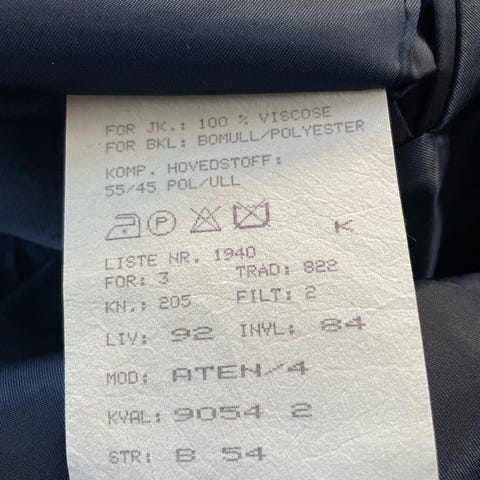 FOR JK.: 100 % VISCOSE
FOR BKL: BOMULL/POLYESTER
KOMP. HOVEDSTOFF:
55/45 POL/ULL
P
K
LISTE NR. 1940
FOR: 3 TRAD: 822
KN.: 205 FILT: 2
LIV: 92 INVL: 84
MOD: ATEN/4
KVAL: 9054 2
STR: B 54